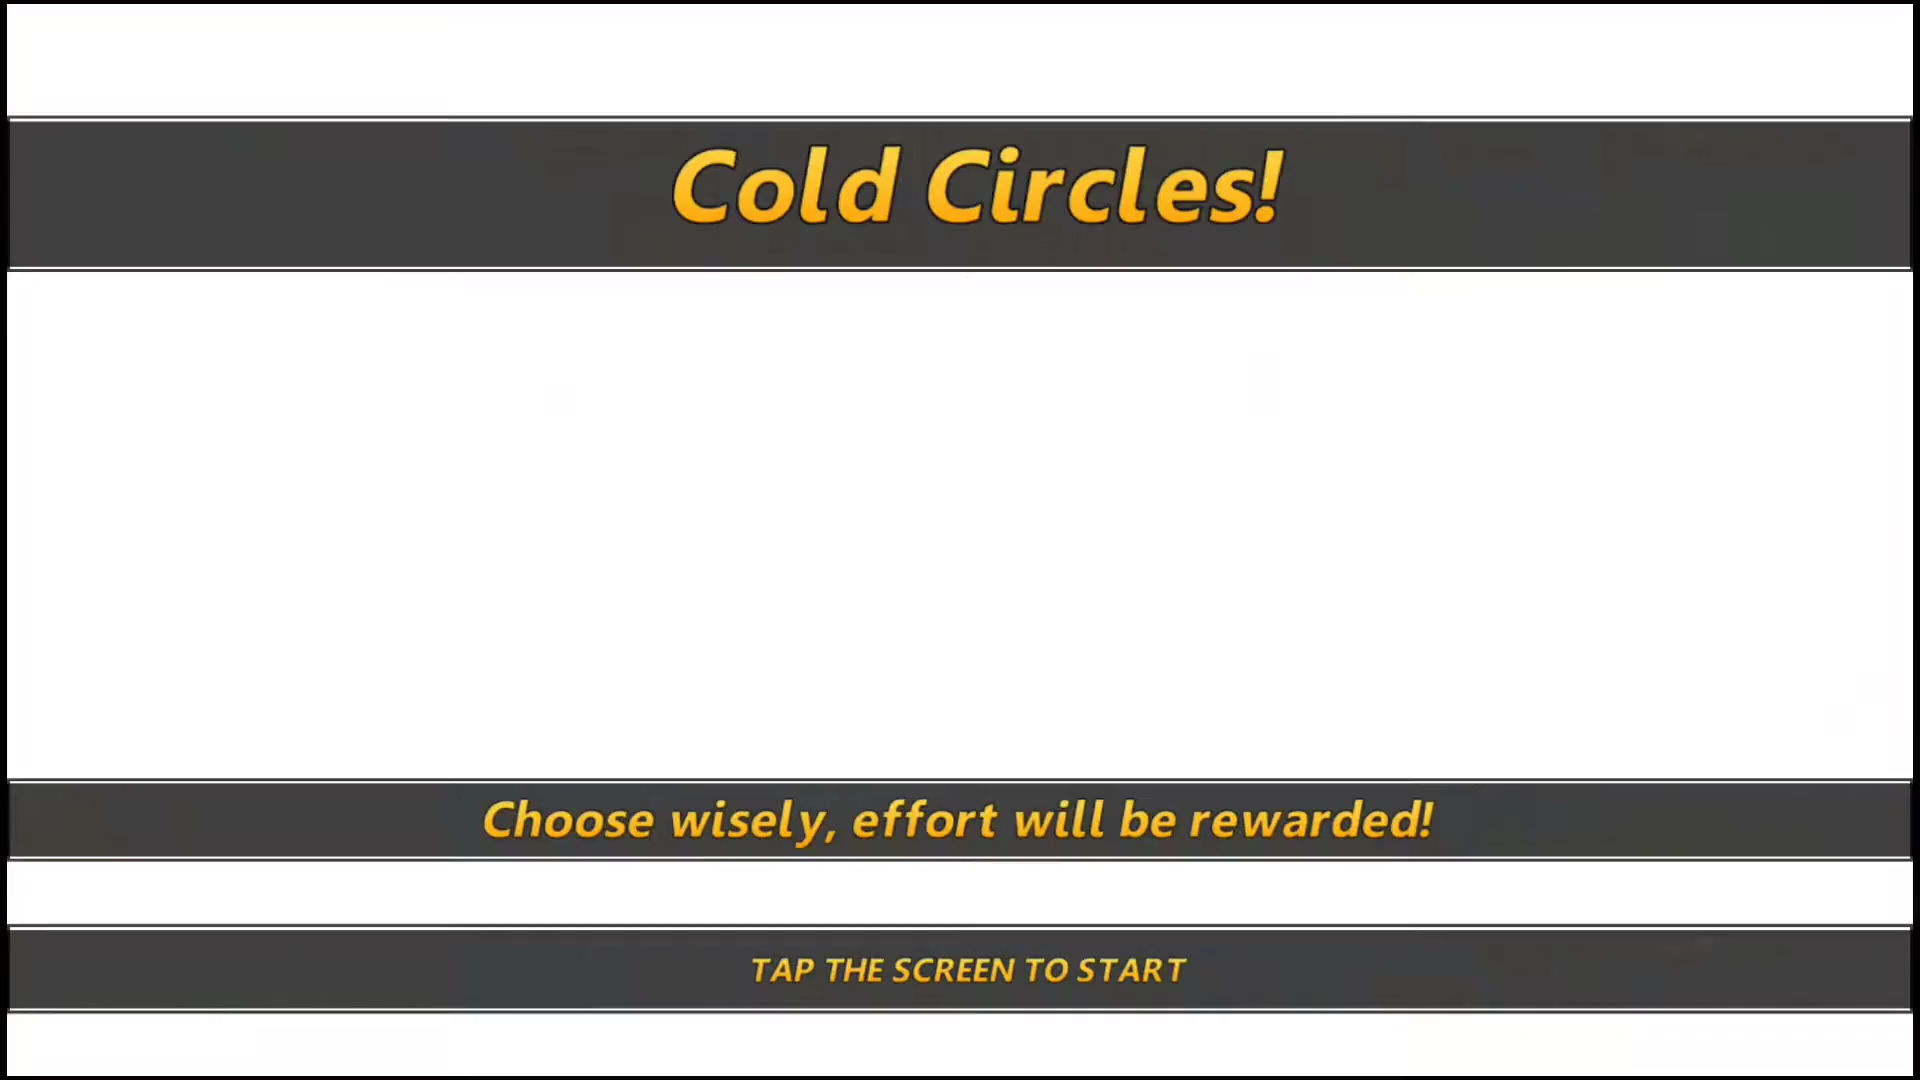 Cold Circles!
Choose wisely, effort will be rewarded!
TAP THE SCREEN TO START